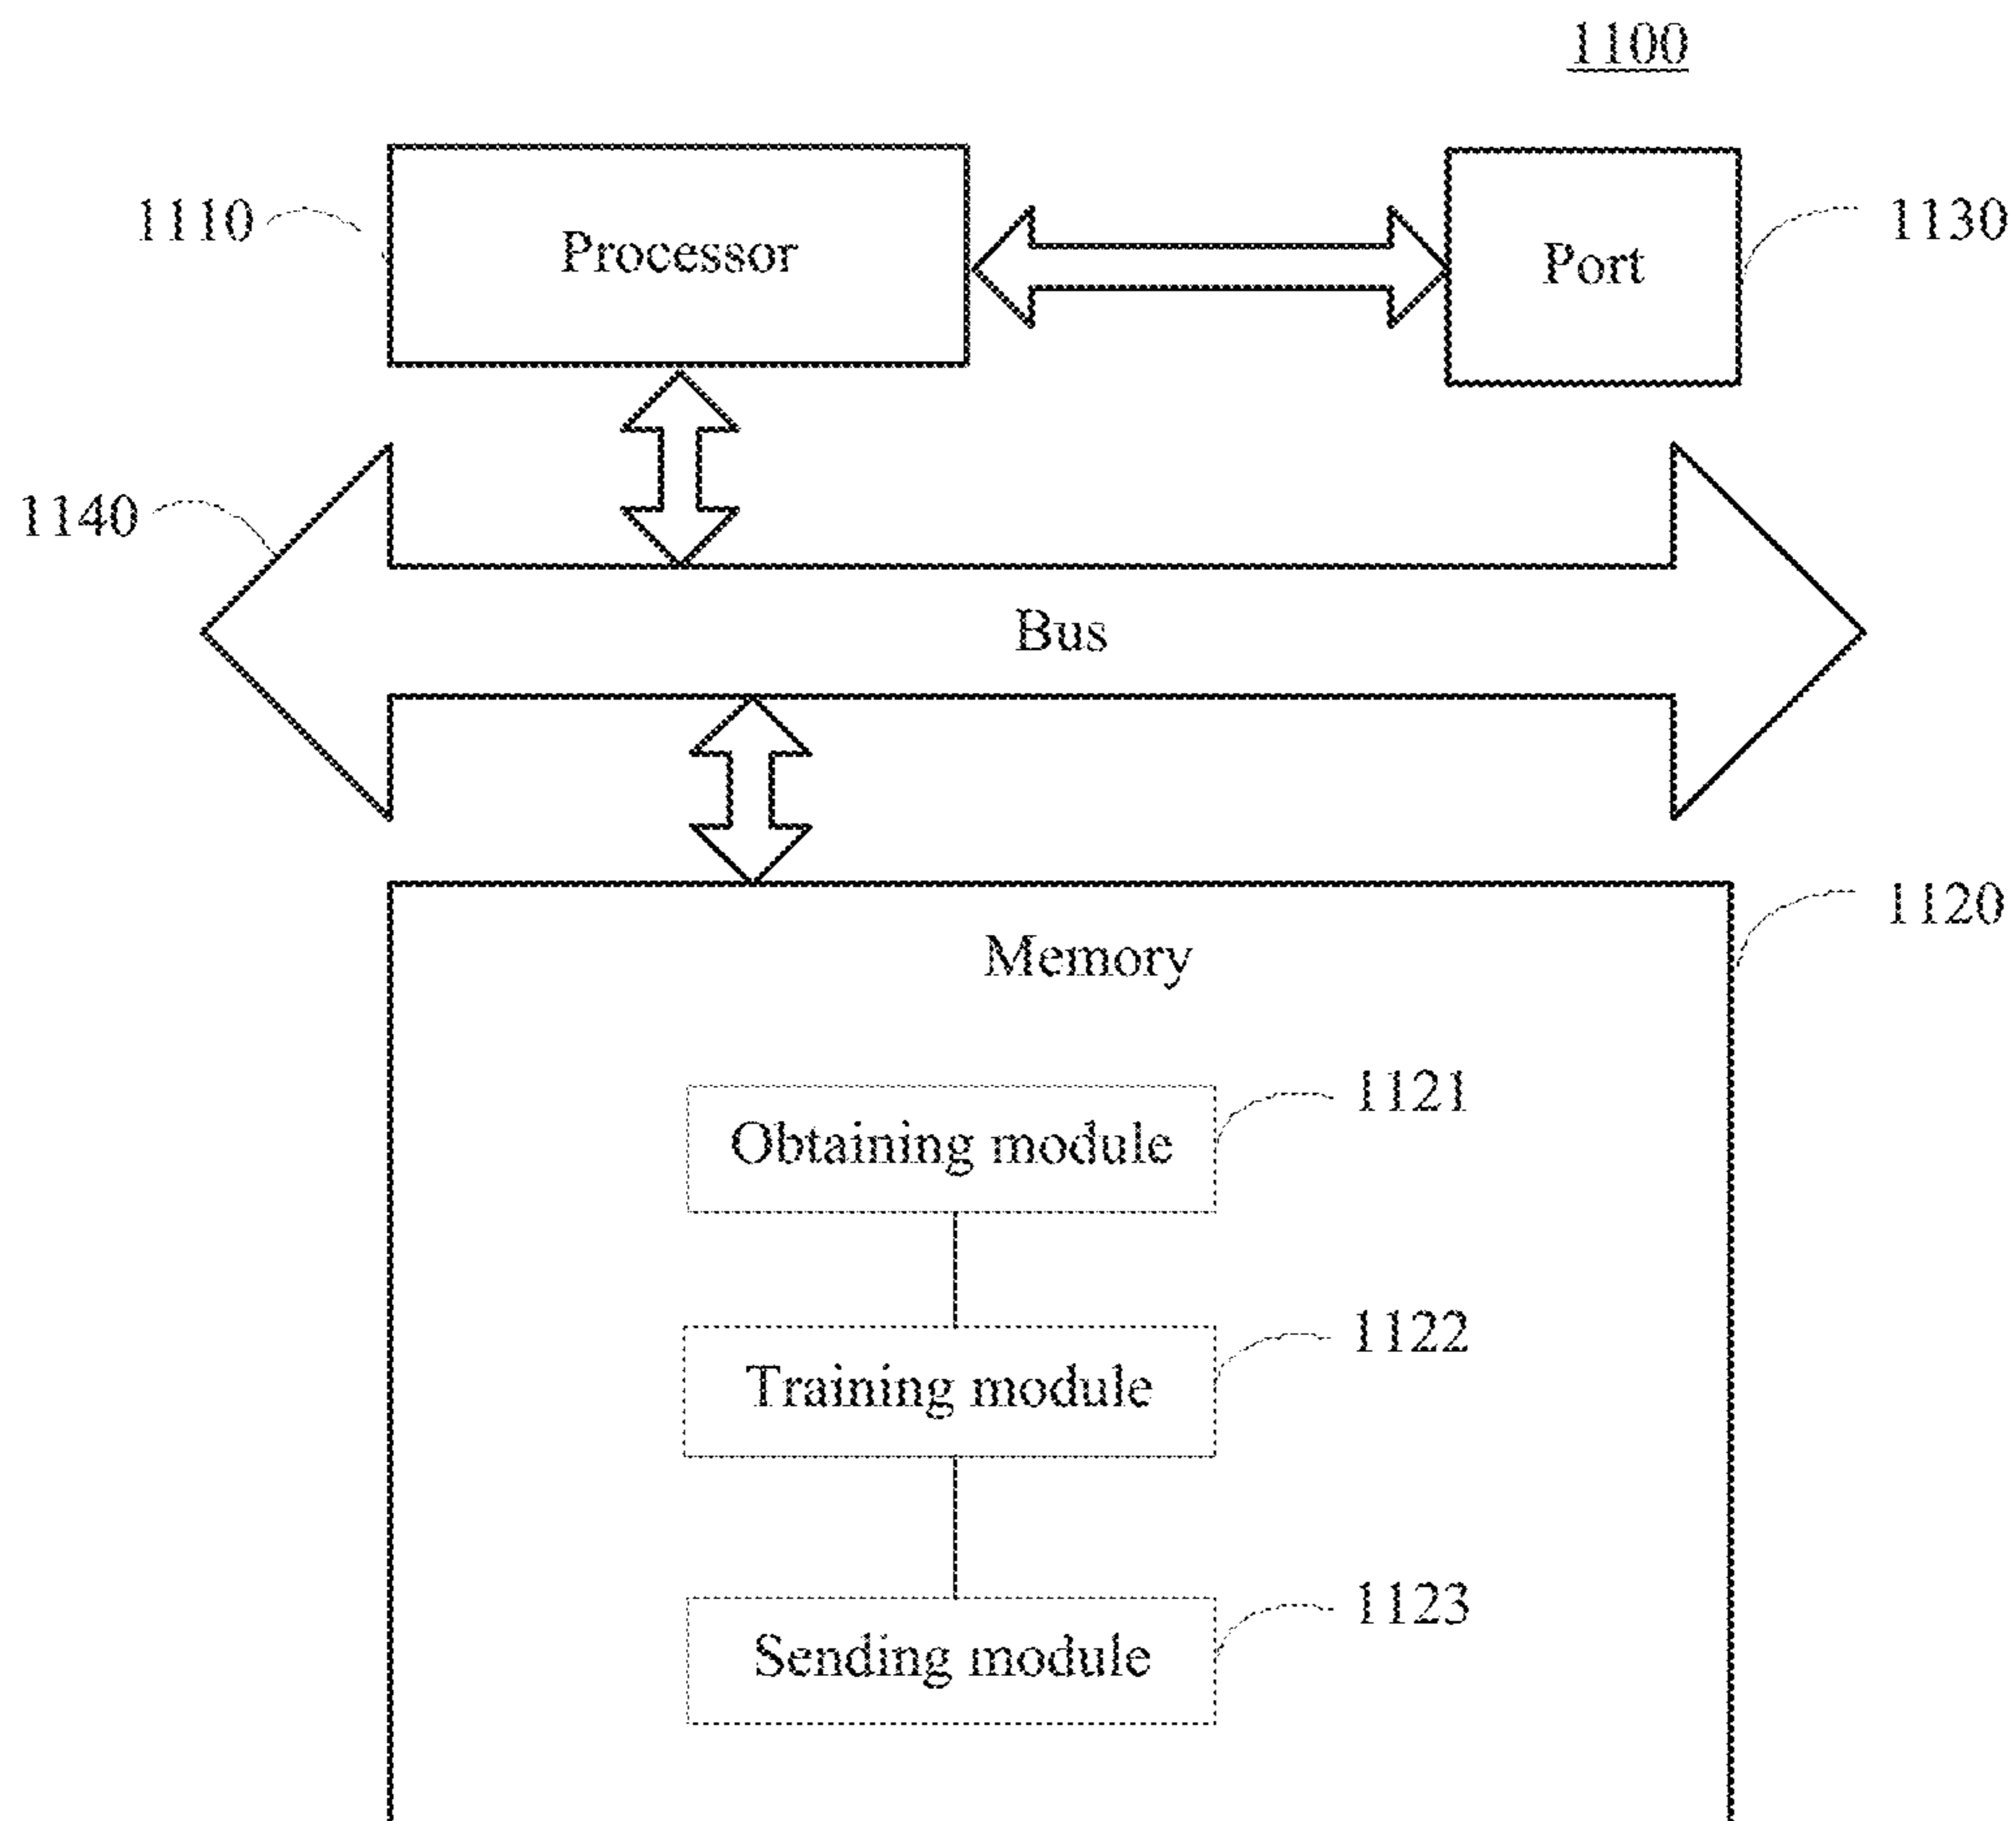 1100
1110
Processor
Port
1130
1140
Bus
Memory
1120
Obtaining module
1121
Training module
1122
Sending module
1123